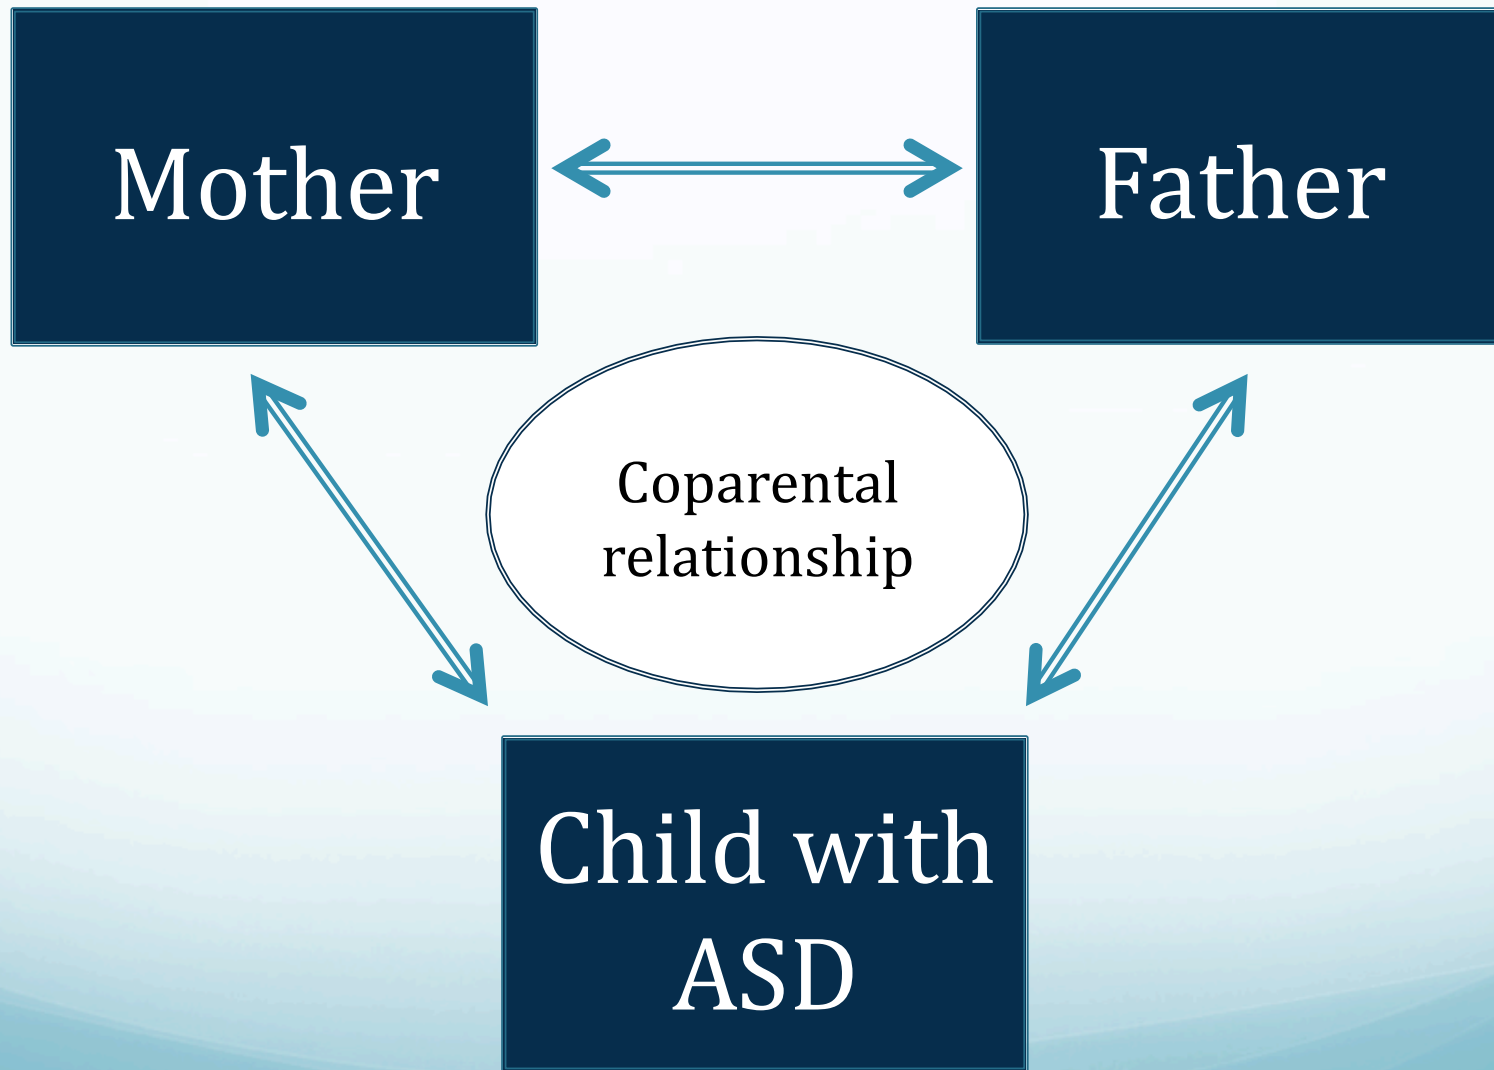 Mother
Father
Coparental
relationship
Child with
ASD